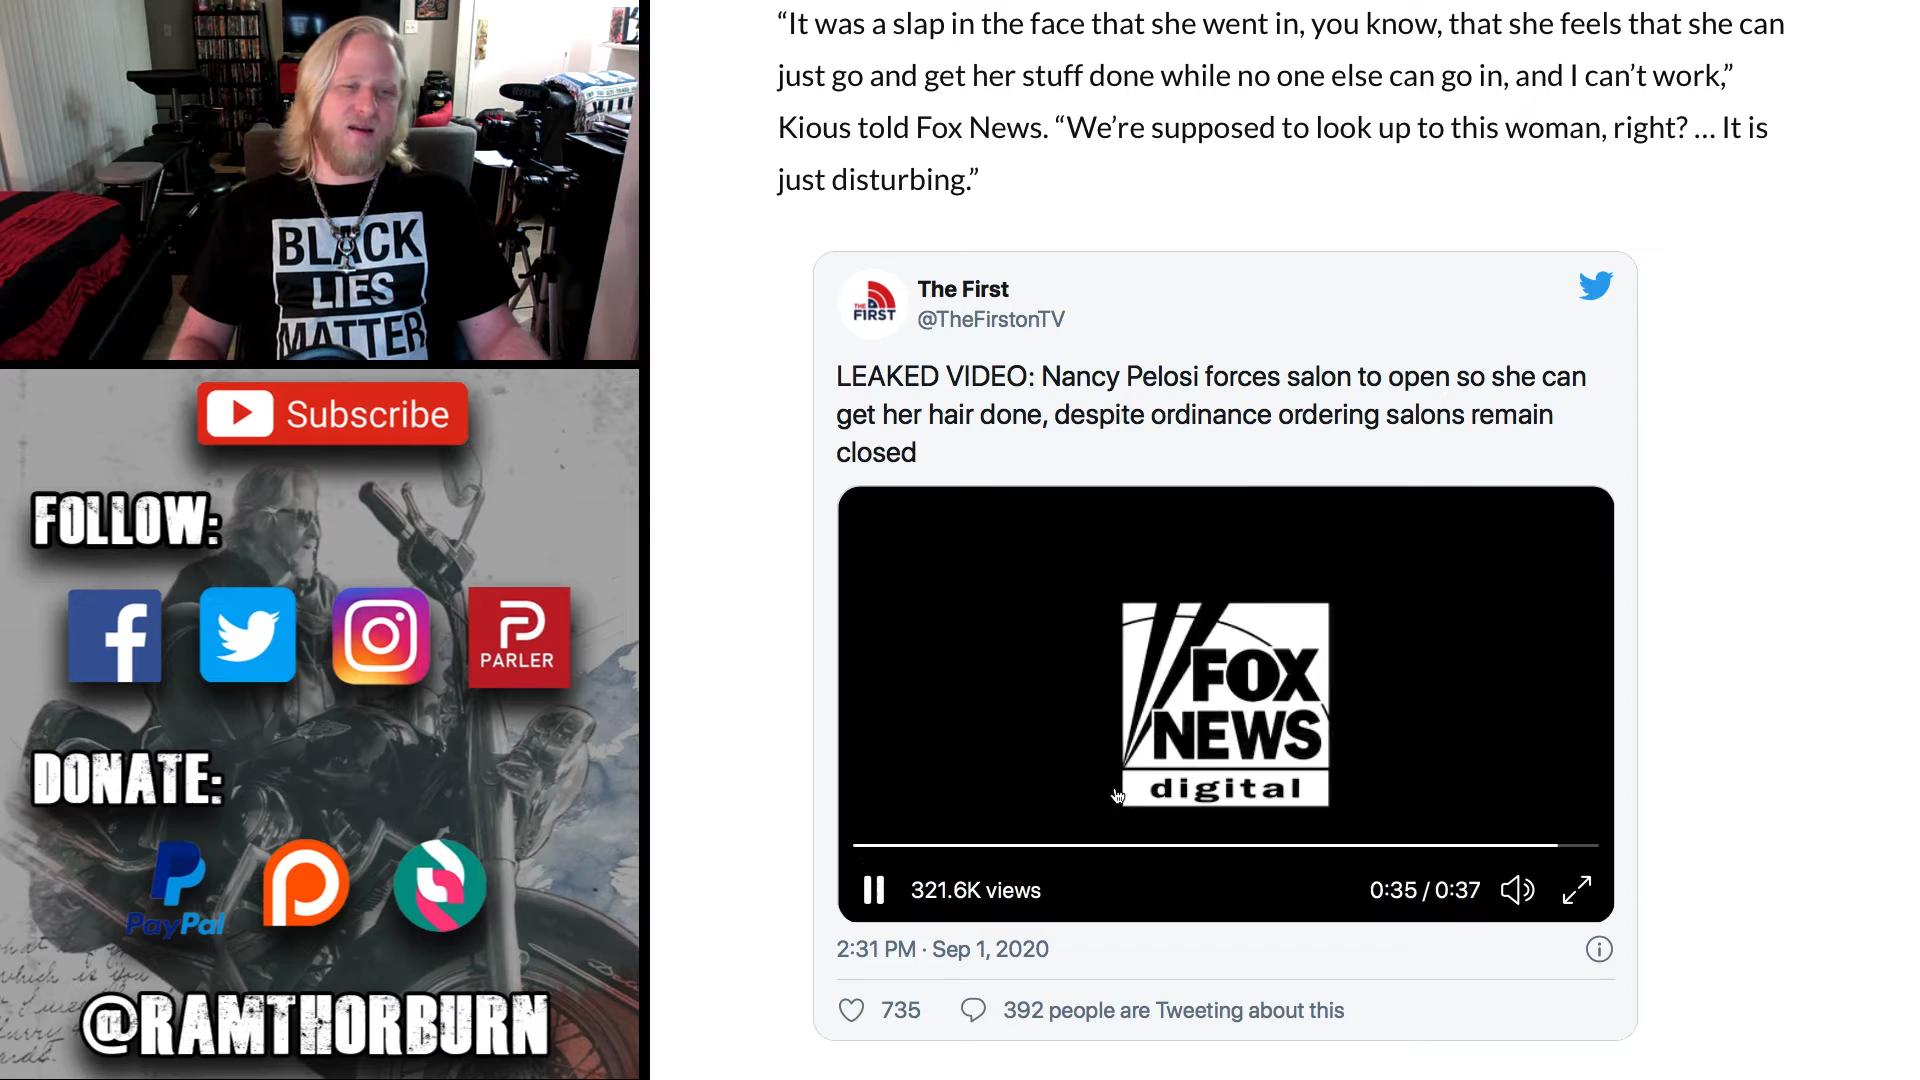 BLACK
LIES
MATTER
Subscribe
FOLLOW:
PARLER
DONATE:
PayPal
@RAMTHORBURN
“It was a slap in the face that she went in, you know, that she feels that she can
just go and get her stuff done while no one else can go in, and I can’t work,”
Kious told Fox News. “We’re supposed to look up to this woman, right? … It is
just disturbing.”
THE FIRST
The First
@TheFirstonTV
LEAKED VIDEO: Nancy Pelosi forces salon to open so she can
get her hair done, despite ordinance ordering salons remain
closed
FOX
NEWS
digital
321.6K views
0:35 / 0:37
2:31 PM · Sep 1, 2020
735
392 people are Tweeting about this